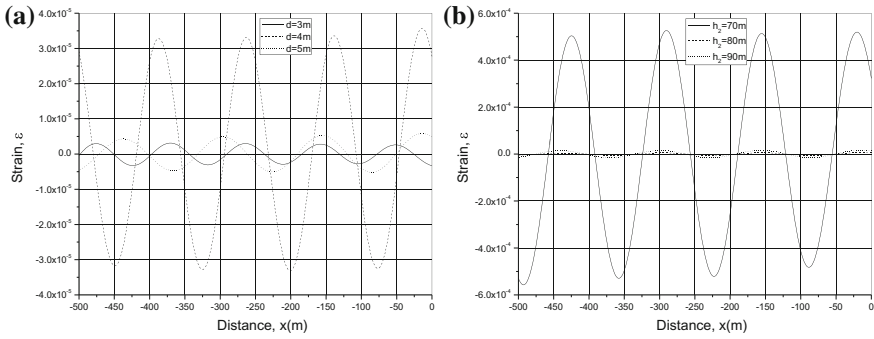 (a)
4.0x10⁻⁵
3.0x10⁻⁵
2.0x10⁻⁵
1.0x10⁻⁵
0.0
-1.0x10⁻⁵
-2.0x10⁻⁵
-3.0x10⁻⁵
-4.0x10⁻⁵
Strain, ε
d=3m
d=4m
d=5m
-500 -450 -400 -350 -300 -250 -200 -150 -100 -50 0
Distance, x(m)
(b)
6.0x10⁻⁴
4.0x10⁻⁴
2.0x10⁻⁴
0.0
-2.0x10⁻⁴
-4.0x10⁻⁴
-6.0x10⁻⁴
Strain, ε
h₂=70m
h₂=80m
h₂=90m
-500 -450 -400 -350 -300 -250 -200 -150 -100 -50 0
Distance, x(m)